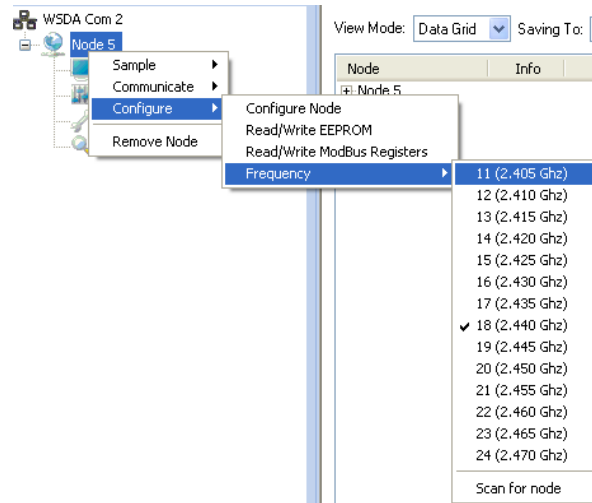 WSDA Com 2
Node 5
Sample
Communicate
Configure
Remove Node
Configure Node
Read/Write EEPROM
Read/Write ModBus Registers
Frequency
View Mode: Data Grid Saving To:
Node Info
Node 5
11 (2.405 Ghz)
12 (2.410 Ghz)
13 (2.415 Ghz)
14 (2.420 Ghz)
15 (2.425 Ghz)
16 (2.430 Ghz)
17 (2.435 Ghz)
18 (2.440 Ghz)
19 (2.445 Ghz)
20 (2.450 Ghz)
21 (2.455 Ghz)
22 (2.460 Ghz)
23 (2.465 Ghz)
24 (2.470 Ghz)
Scan for node